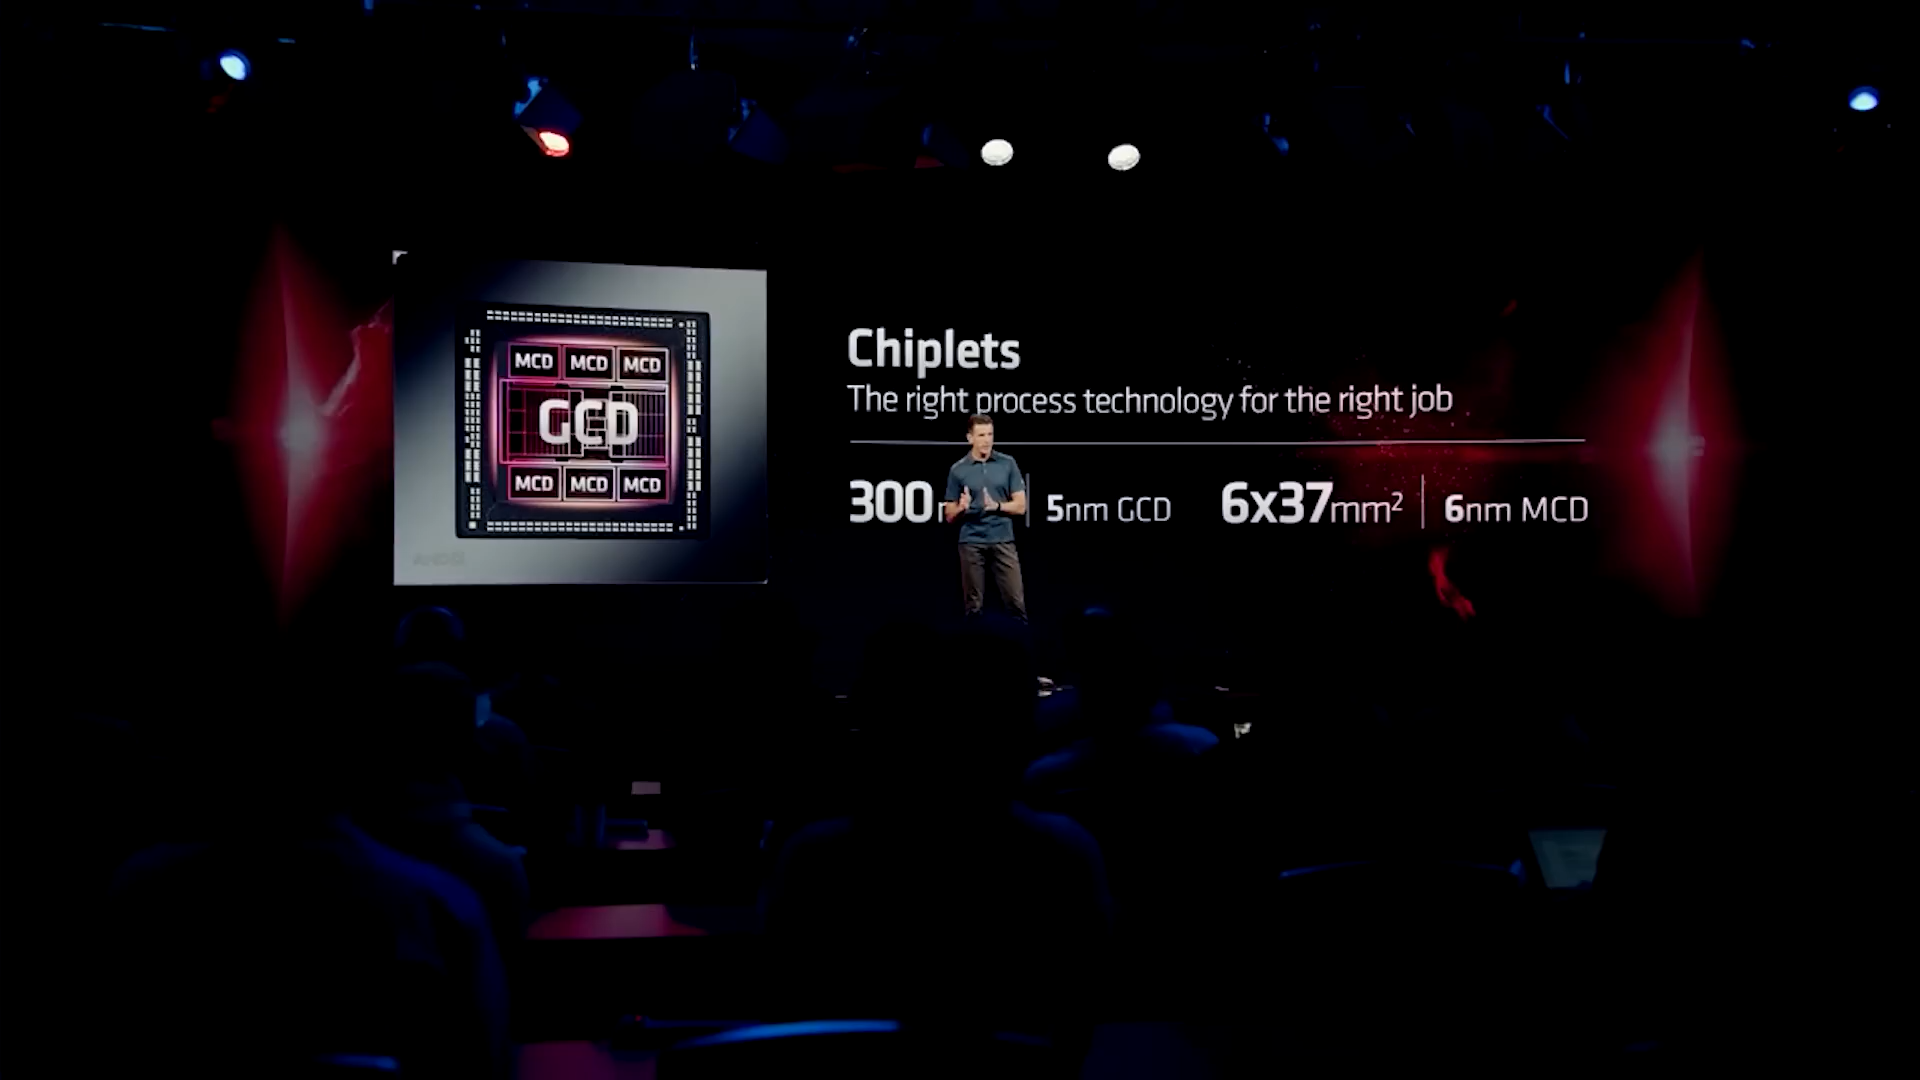 MCD MCD MCD
GCD
MCD MCD MCD
AMD
Chiplets
The right process technology for the right job
300
5nm GCD
6x37mm²
6nm MCD